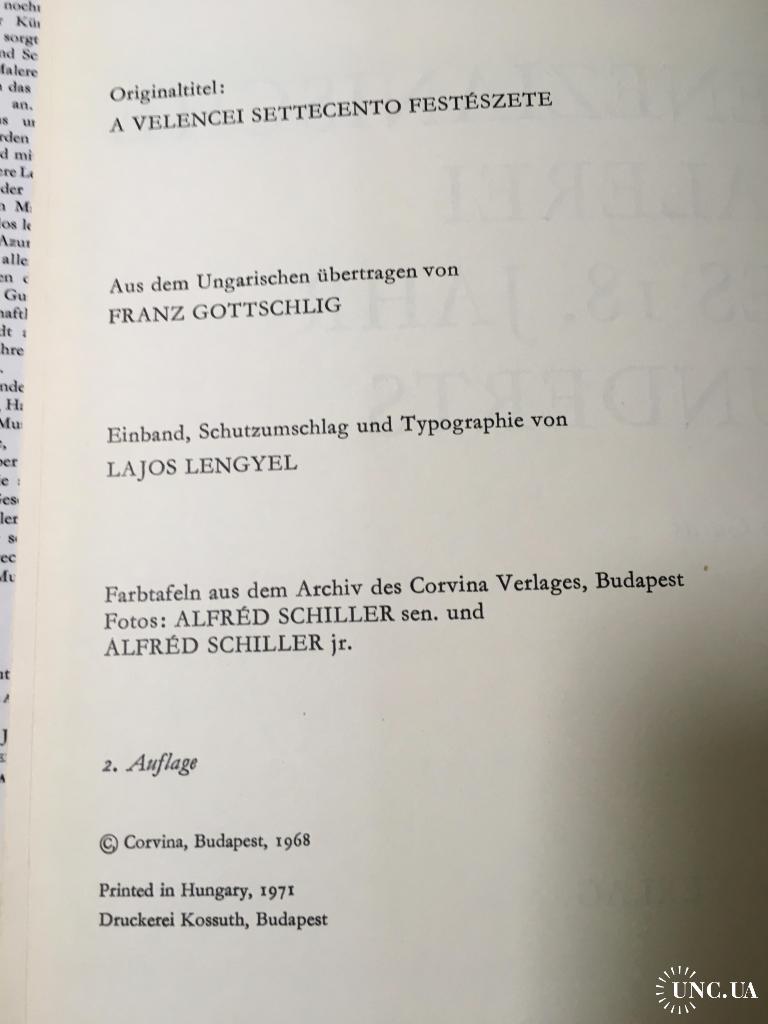 Originaltitel:
A VELENCEI SETTECENTO FESTÉSZETE
Aus dem Ungarischen übertragen von
FRANZ GOTTSCHLIG
Einband, Schutzumschlag und Typographie von
LAJOS LENGYEL
Farbtafeln aus dem Archiv des Corvina Verlages, Budapest
Fotos: ALFRÉD SCHILLER sen. und
ALFRÉD SCHILLER jr.
2. Auflage
© Corvina, Budapest, 1968
Printed in Hungary, 1971
Druckerei Kossuth, Budapest
UNC.UA